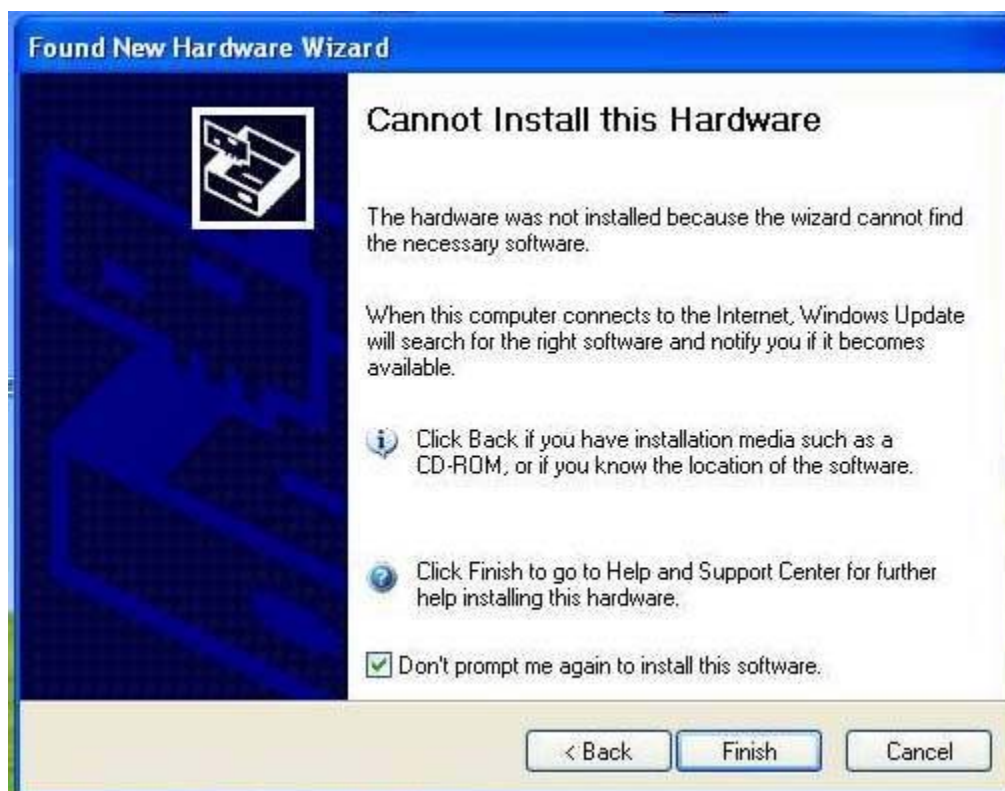 Found New Hardware Wizard
Cannot Install this Hardware
The hardware was not installed because the wizard cannot find
the necessary software.
When this computer connects to the Internet, Windows Update
will search for the right software and notify you if it becomes
available.
Click Back if you have installation media such as a
CD-ROM, or if you know the location of the software.
Click Finish to go to Help and Support Center for further
help installing this hardware.
Don't prompt me again to install this software.
< Back Finish Cancel